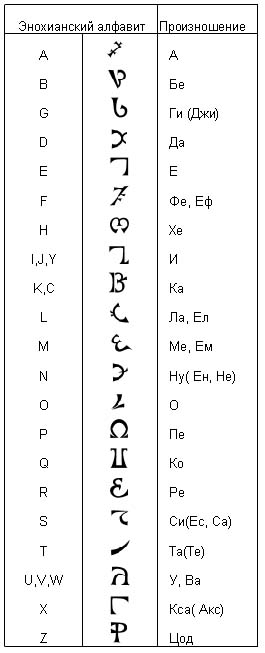 Энохианский алфавит Произношение
A А
B Бе
G Ги (Джи)
D Да
E Е
F Фе, Еф
H Хе
I,J,Y И
K,C Ка
L Ла, Ел
M Ме, Ем
N Ну( Ен, Не)
O О
P Пе
Q Ко
R Ре
S Си(Ес, Са)
T Та(Те)
U,V,W У, Ва
X Кса( Акс)
Z Цод